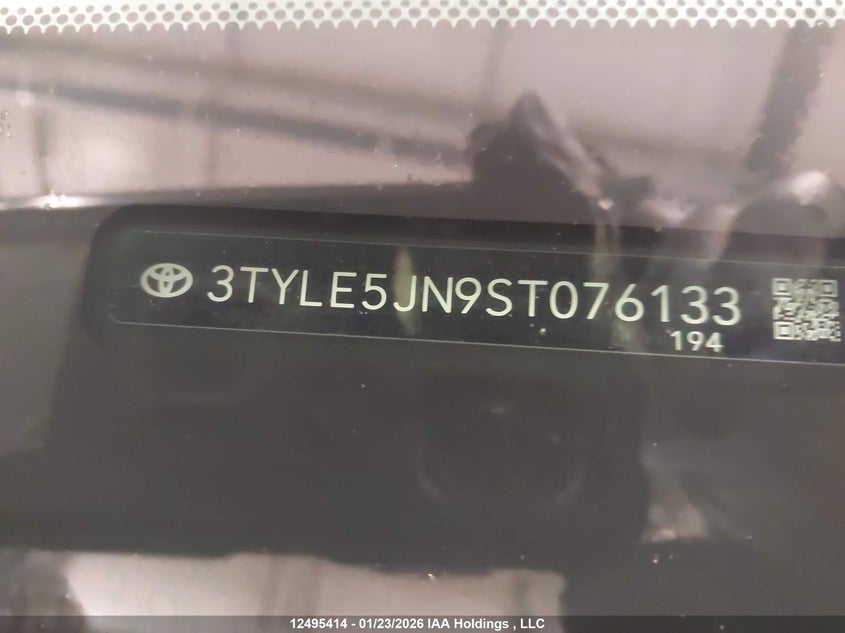 3TYLE5JN9ST076133
194
12495414 - 01/23/2026 IAA Holdings , LLC